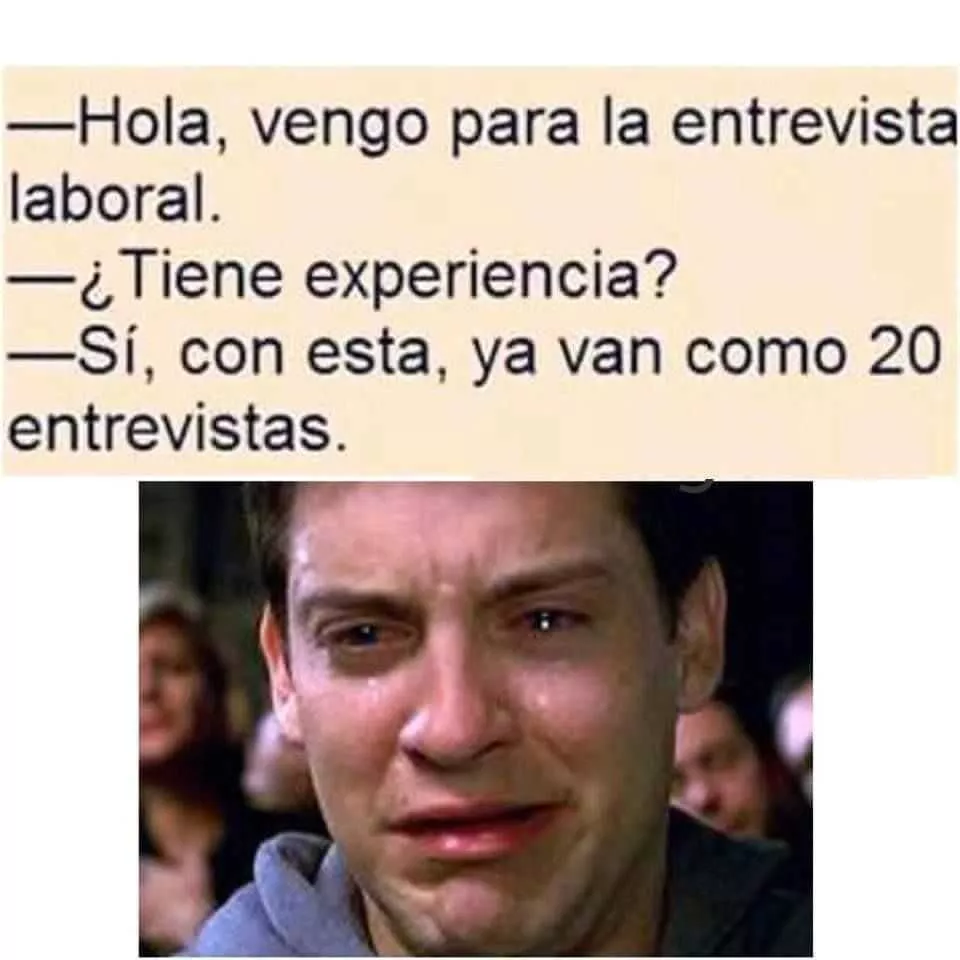 —Hola, vengo para la entrevista
laboral.
—¿Tiene experiencia?
—Sí, con esta, ya van como 20
entrevistas.